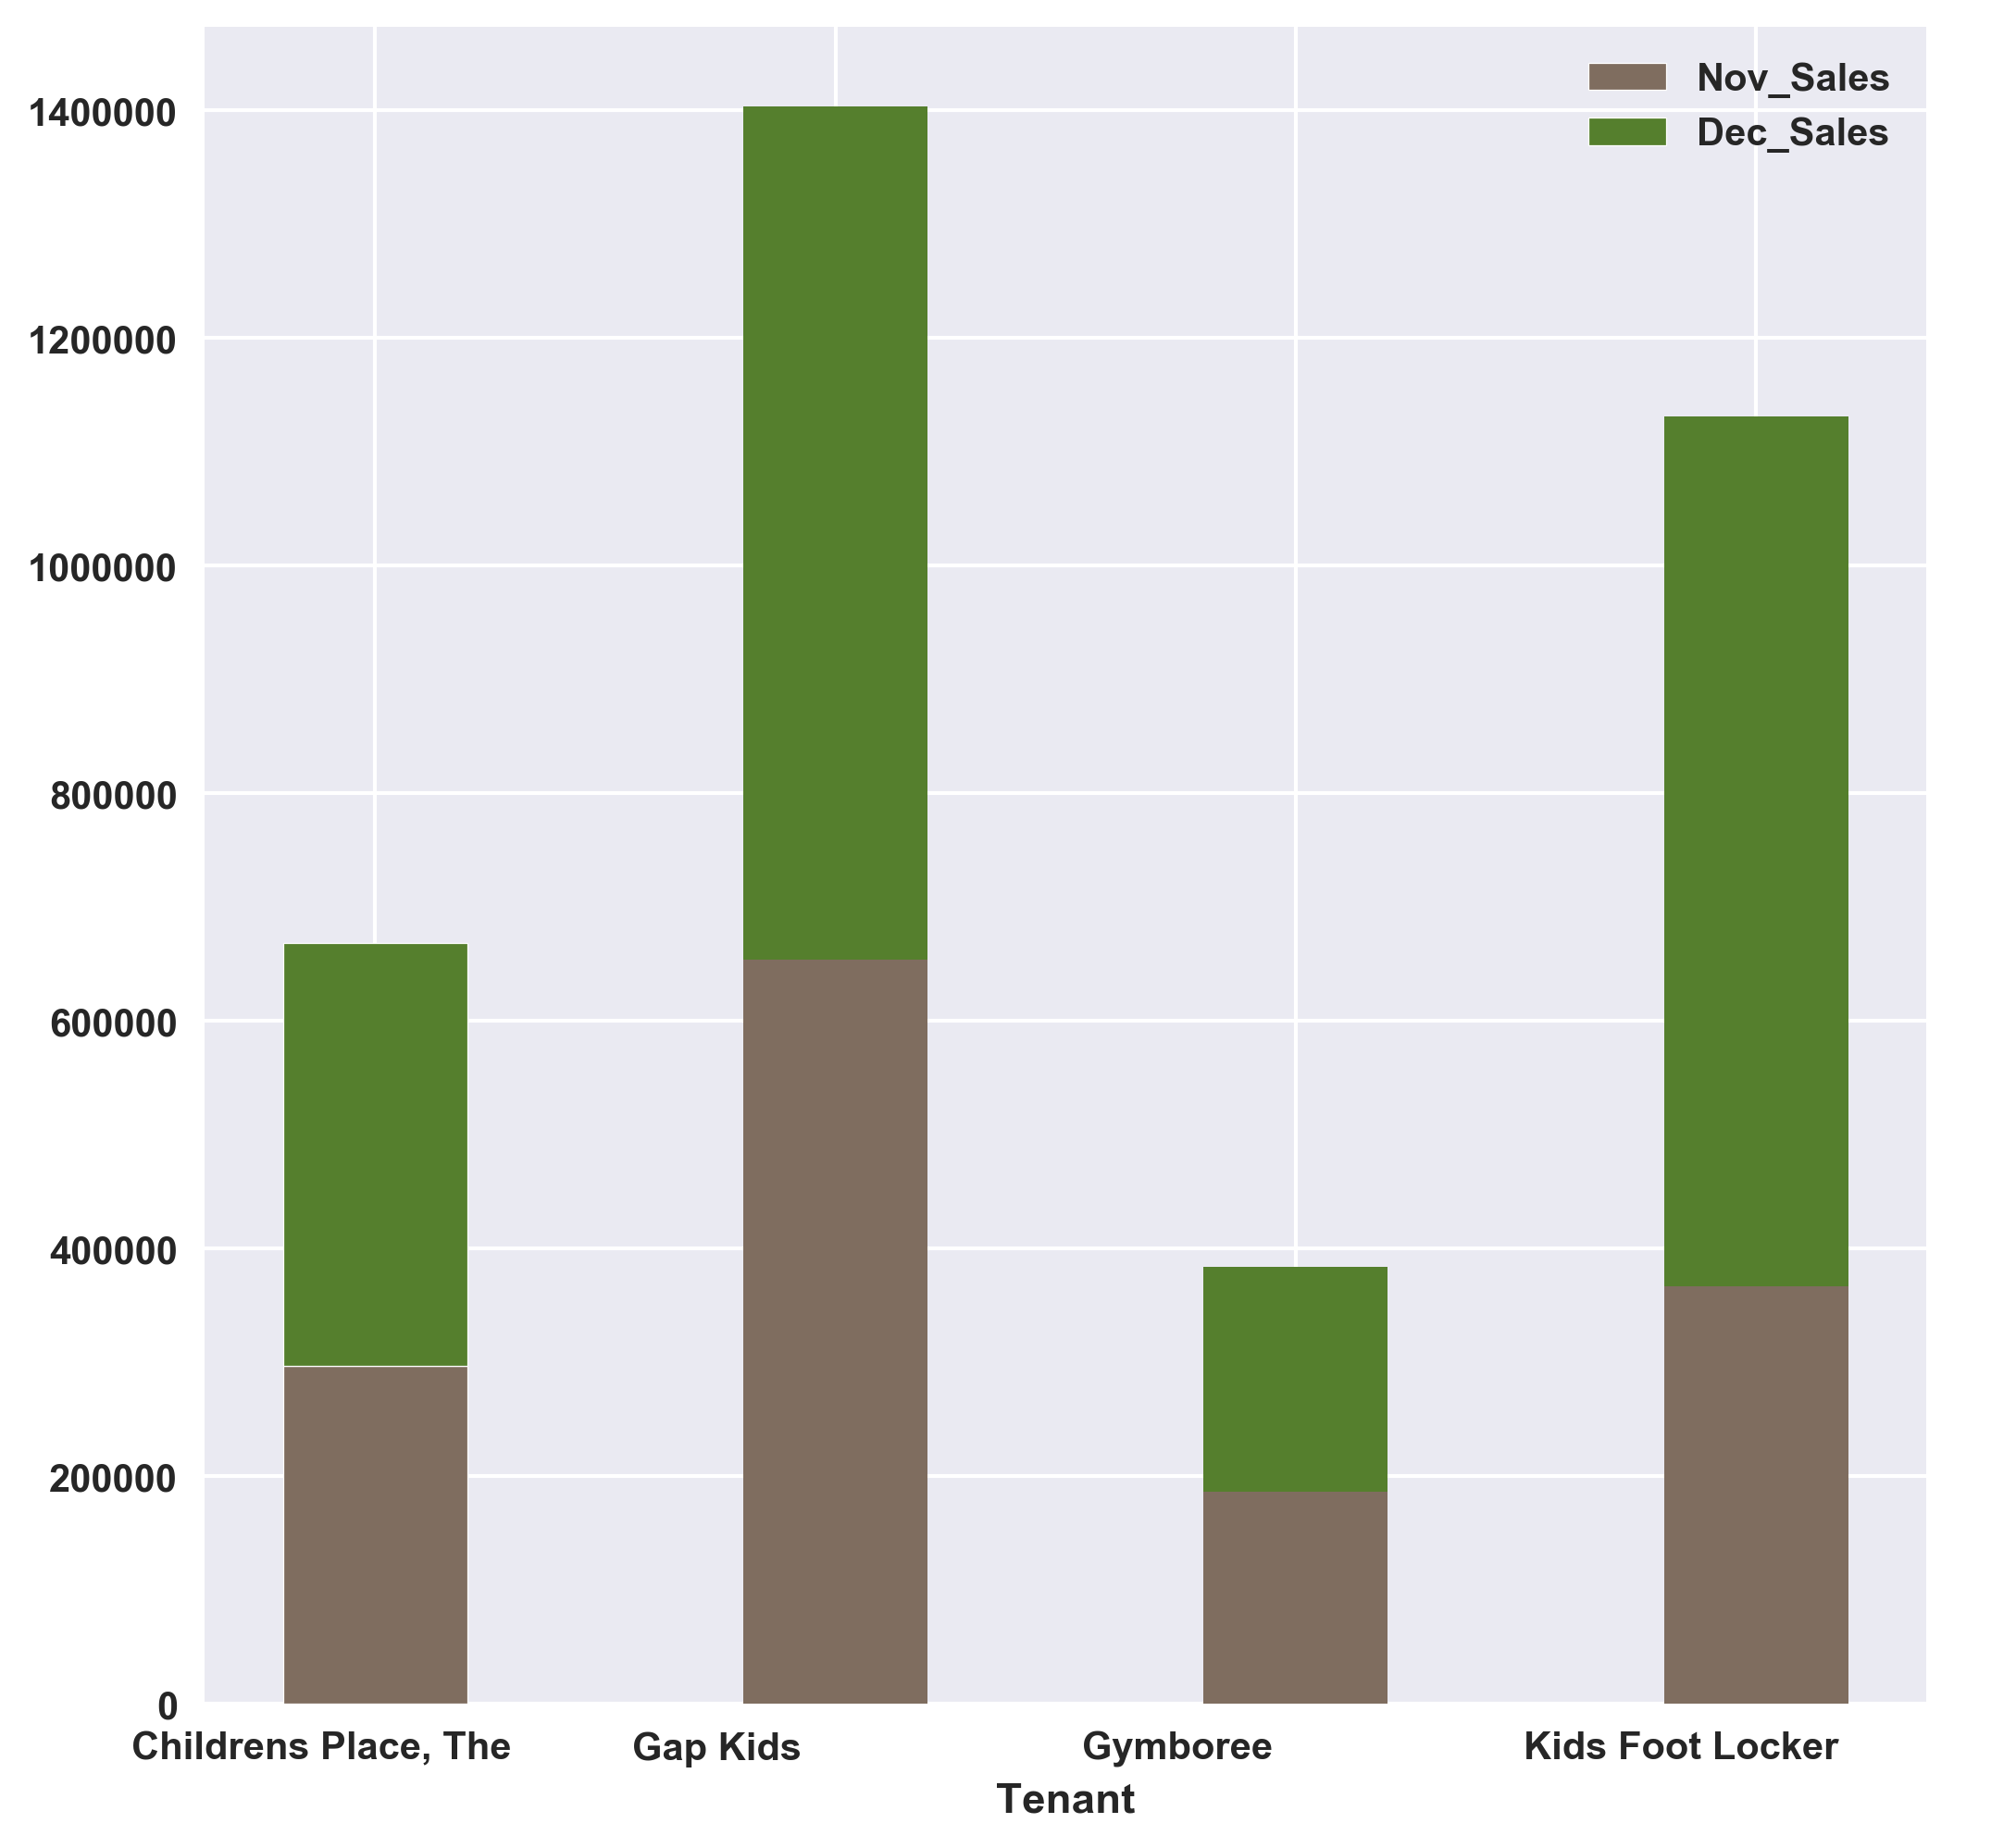 Nov_Sales
Dec_Sales
1400000
1200000
1000000
800000
600000
400000
200000
0
Childrens Place, The
Gap Kids
Gymboree
Kids Foot Locker
Tenant